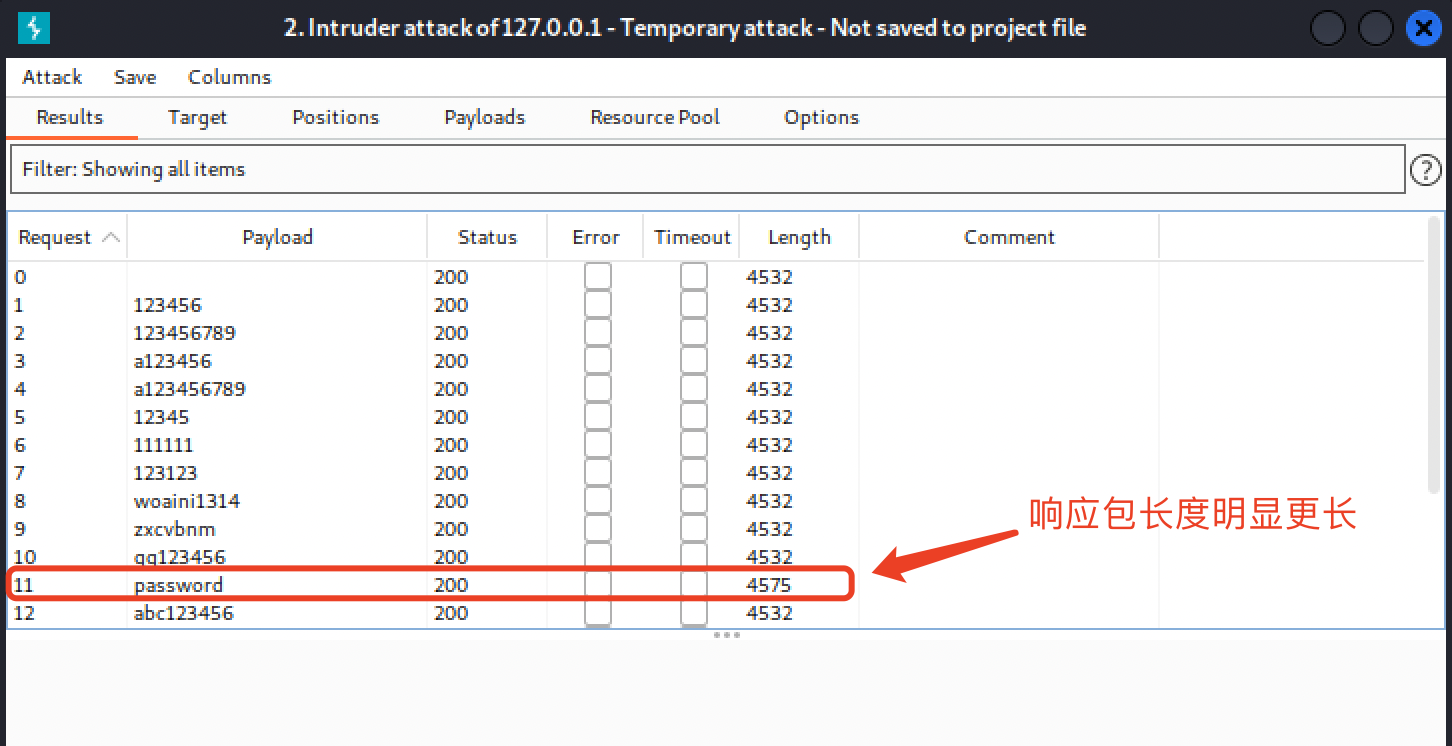 2. Intruder attack of 127.0.0.1 - Temporary attack - Not saved to project file
Attack Save Columns
Results Target Positions Payloads Resource Pool Options
Filter: Showing all items
?
Request Payload Status Error Timeout Length Comment
0 200 4532
1 123456 200 4532
2 123456789 200 4532
3 a123456 200 4532
4 a123456789 200 4532
5 12345 200 4532
6 111111 200 4532
7 123123 200 4532
8 woaini1314 200 4532
响应包长度明显更长
9 zxcvbnm 200 4532
10 qq123456 200 4532
11 password 200 4575
12 abc123456 200 4532